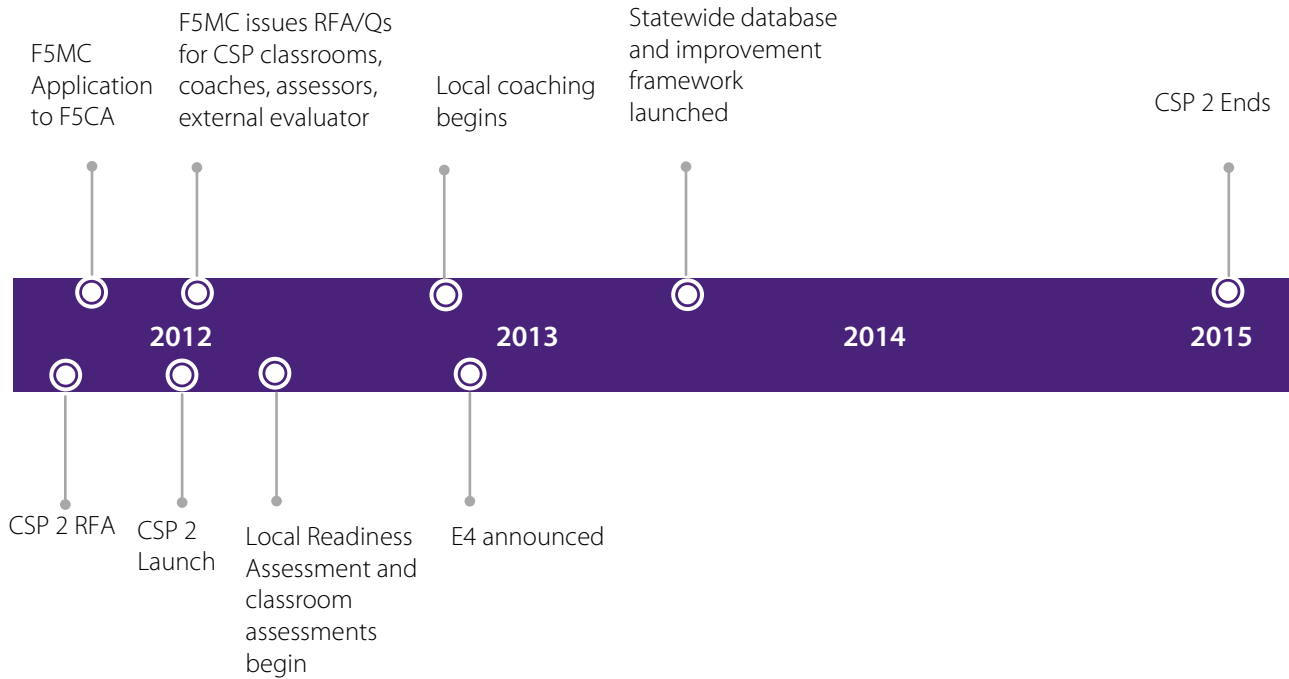 F5MC
Application
to F5CA
F5MC issues RFA/Qs
for CSP classrooms,
coaches, assessors,
external evaluator
Local coaching
begins
Statewide database
and improvement
framework
launched
CSP 2 Ends
2012
2013
2014
2015
CSP 2 RFA
CSP 2
Launch
Local Readiness
Assessment and
classroom
assessments
begin
E4 announced